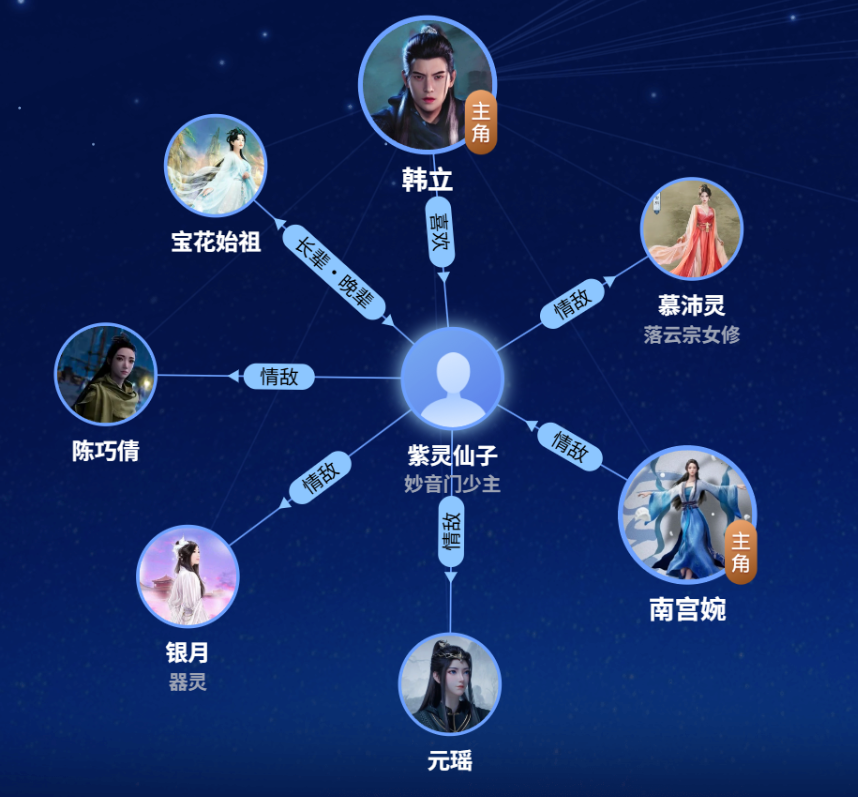 主角
韩立
宝花始祖
长辈·晚辈
喜欢
情敌
慕沛灵
落云宗女修
情敌
陈巧倩
紫灵仙子
妙音门少主
情敌
情敌
情敌
主角
南宫婉
银月
器灵
元瑶